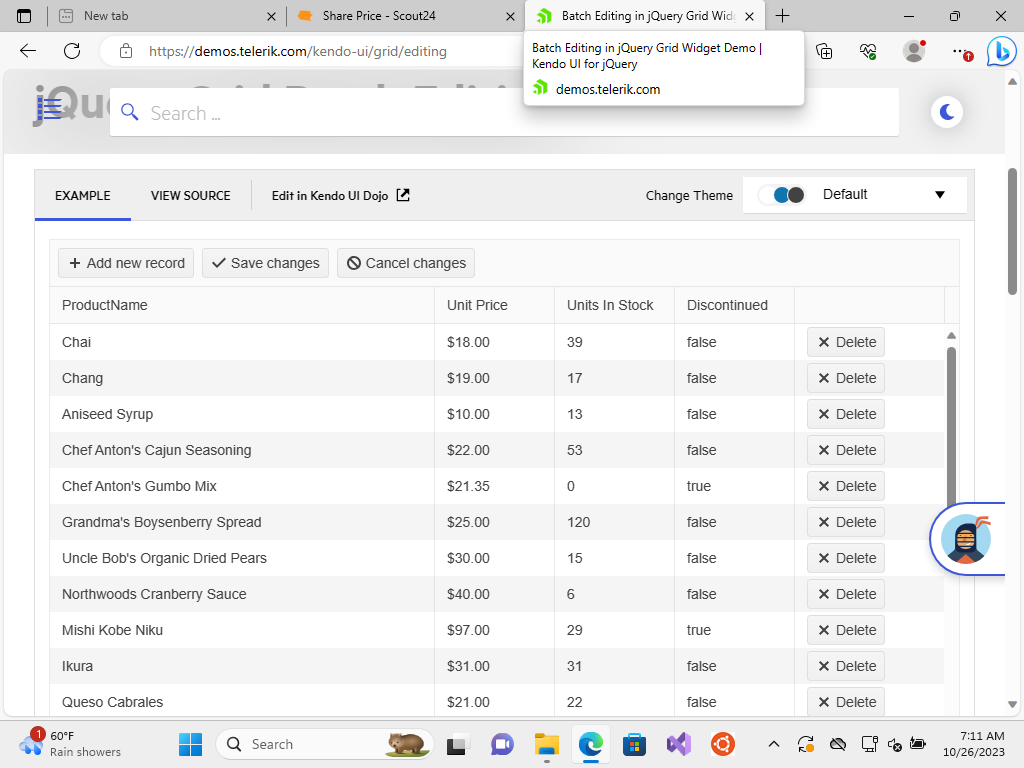 New tab
Share Price - Scout24
Batch Editing in jQuery Grid Wid
https://demos.telerik.com/kendo-ui/grid/editing
Batch Editing in jQuery Grid Widget Demo |
Kendo UI for jQuery
demos.telerik.com
Search ...
EXAMPLE
VIEW SOURCE
Edit in Kendo UI Dojo
Change Theme
Default
Add new record
Save changes
Cancel changes
ProductName Unit Price Units In Stock Discontinued
Chai $18.00 39 false Delete
Chang $19.00 17 false Delete
Aniseed Syrup $10.00 13 false Delete
Chef Anton's Cajun Seasoning $22.00 53 false Delete
Chef Anton's Gumbo Mix $21.35 0 true Delete
Grandma's Boysenberry Spread $25.00 120 false Delete
Uncle Bob's Organic Dried Pears $30.00 15 false Delete
Northwoods Cranberry Sauce $40.00 6 false Delete
Mishi Kobe Niku $97.00 29 true Delete
Ikura $31.00 31 false Delete
Queso Cabrales $21.00 22 false Delete
1
60°F
Rain showers
Search
7:11 AM
10/26/2023